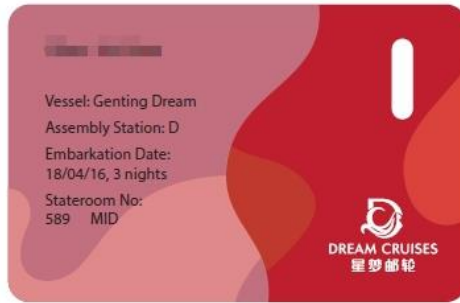 Vessel: Genting Dream
Assembly Station: D
Embarkation Date:
18/04/16, 3 nights
Stateroom No:
589 MID
DREAM CRUISES
星梦邮轮